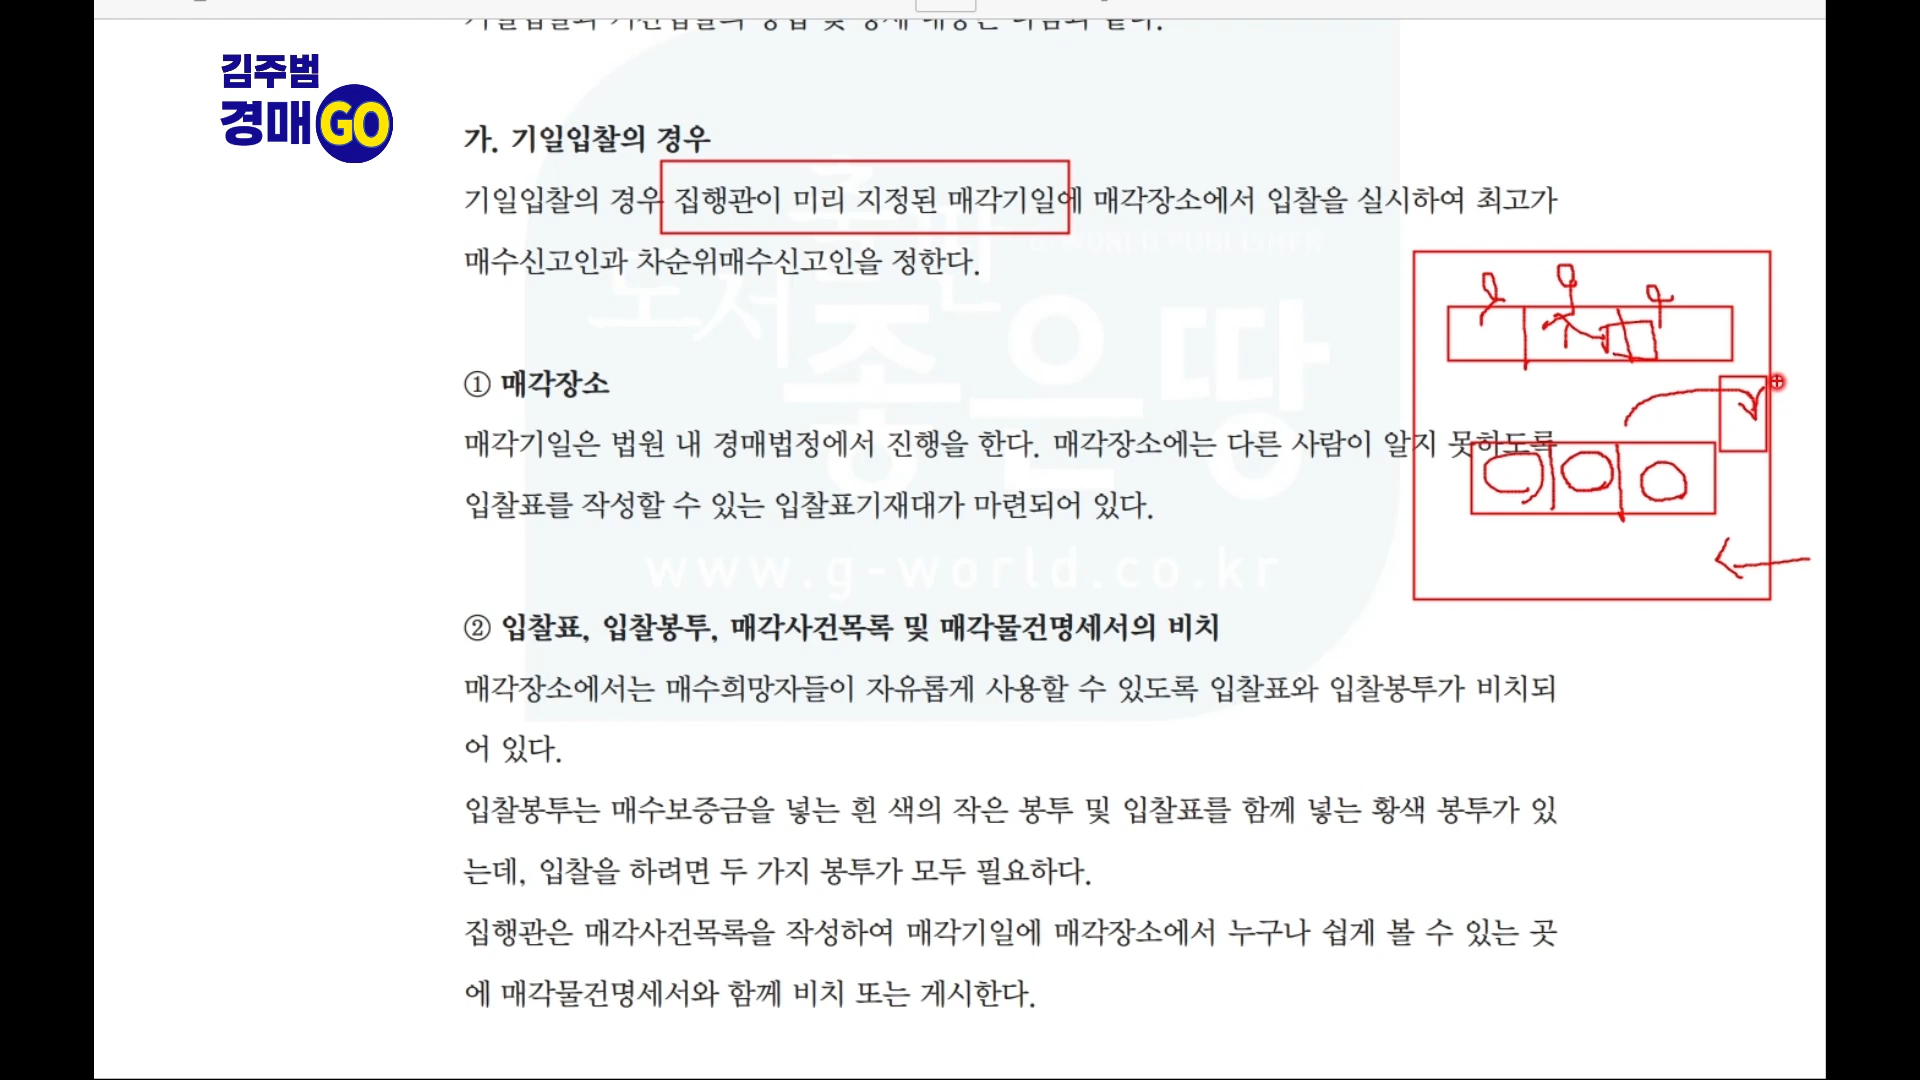 김주범
경매GO
가. 기일입찰의 경우
기일입찰의 경우 집행관이 미리 지정된 매각기일에 매각장소에서 입찰을 실시하여 최고가
매수신고인과 차순위매수신고인을 정한다.
① 매각장소
매각기일은 법원 내 경매법정에서 진행을 한다. 매각장소에는 다른 사람이 알지 못하도록
입찰표를 작성할 수 있는 입찰표기재대가 마련되어 있다.
② 입찰표, 입찰봉투, 매각사건목록 및 매각물건명세서의 비치
매각장소에서는 매수희망자들이 자유롭게 사용할 수 있도록 입찰표와 입찰봉투가 비치되
어 있다.
입찰봉투는 매수보증금을 넣는 흰 색의 작은 봉투 및 입찰표를 함께 넣는 황색 봉투가 있
는데, 입찰을 하려면 두 가지 봉투가 모두 필요하다.
집행관은 매각사건목록을 작성하여 매각기일에 매각장소에서 누구나 쉽게 볼 수 있는 곳
에 매각물건명세서와 함께 비치 또는 게시한다.
도서
좋은땅
www.g-world.co.kr